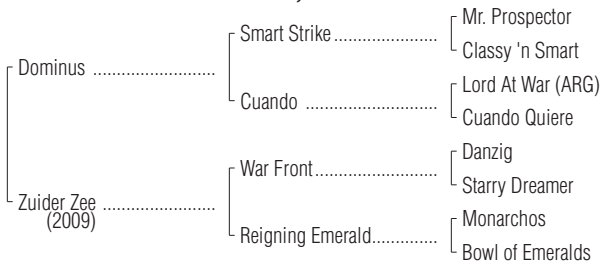 Mr. Prospector
Smart Strike ....................
Classy 'n Smart
Dominus ........................
Lord At War (ARG)
Cuando .........................
Cuando Quiere
Danzig
War Front........................
Starry Dreamer
Zuider Zee ......................
(2009)
Monarchos
Reigning Emerald.............
Bowl of Emeralds